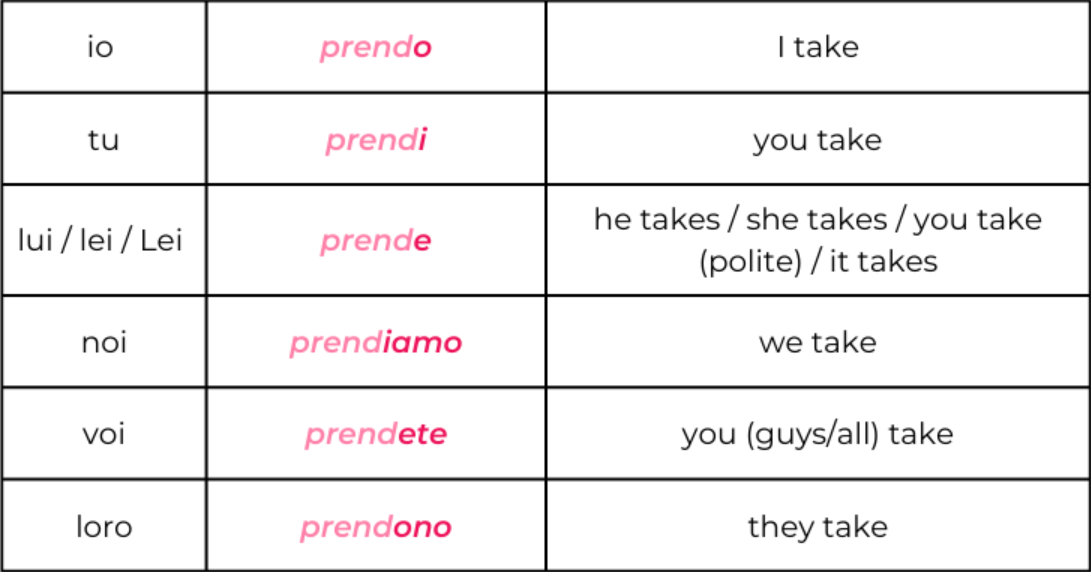 io prendo I take
tu prendi you take
lui / lei / Lei prende he takes / she takes / you take
(polite) / it takes
noi prendiamo we take
voi prendete you (guys/all) take
loro prendono they take